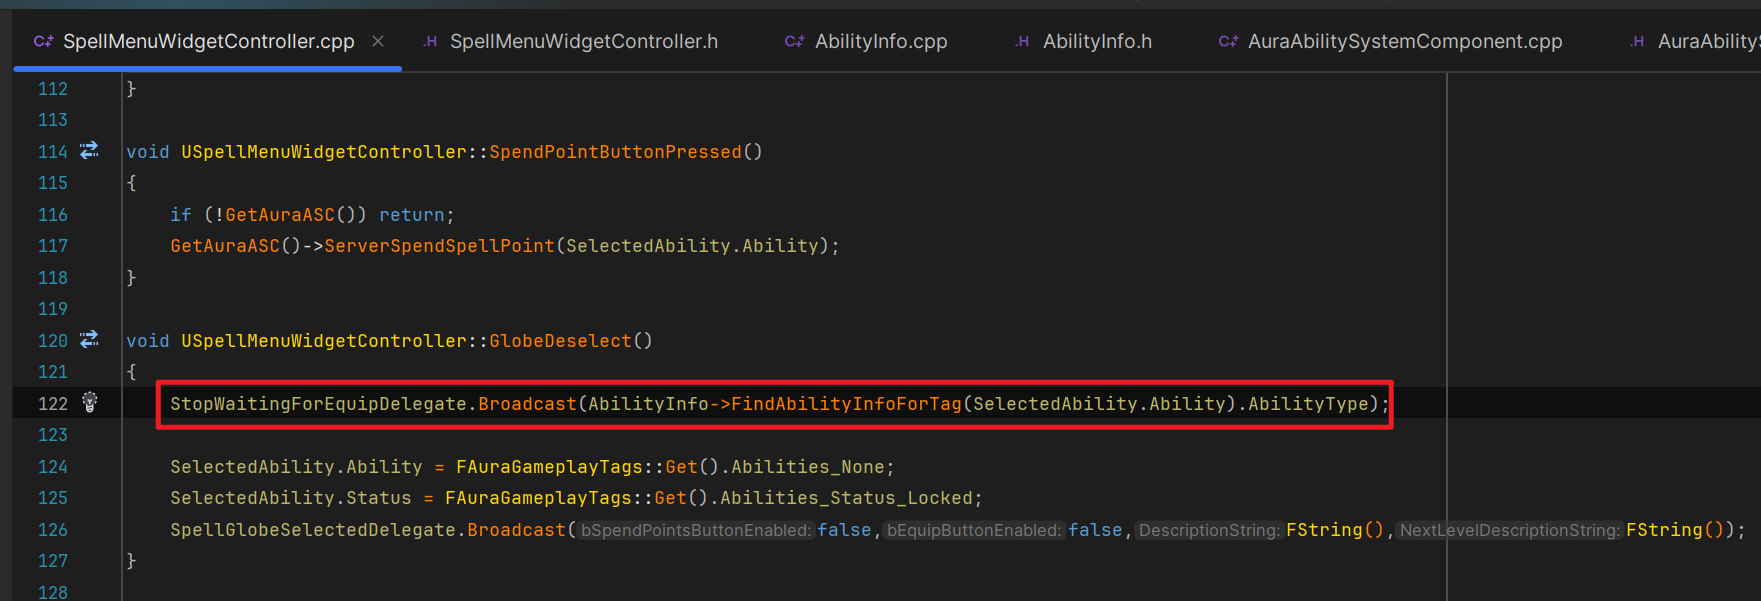 C++ SpellMenuWidgetController.cpp × .H SpellMenuWidgetController.h C++ AbilityInfo.cpp .H AbilityInfo.h C++ AuraAbilitySystemComponent.cpp .H AuraAbility
112 }
113
114 void USpellMenuWidgetController::SpendPointButtonPressed()
115 {
116 if (!GetAuraASC()) return;
117 GetAuraASC()->ServerSpendSpellPoint(SelectedAbility.Ability);
118 }
119
120 void USpellMenuWidgetController::GlobeDeselect()
121 {
122 StopWaitingForEquipDelegate.Broadcast(AbilityInfo->FindAbilityInfoForTag(SelectedAbility.Ability).AbilityType);
123
124 SelectedAbility.Ability = FAuraGameplayTags::Get().Abilities_None;
125 SelectedAbility.Status = FAuraGameplayTags::Get().Abilities_Status_Locked;
126 SpellGlobeSelectedDelegate.Broadcast(bSpendPointsButtonEnabled:false,bEquipButtonEnabled:false,DescriptionString:FString(),NextLevelDescriptionString:FString());
127 }
128